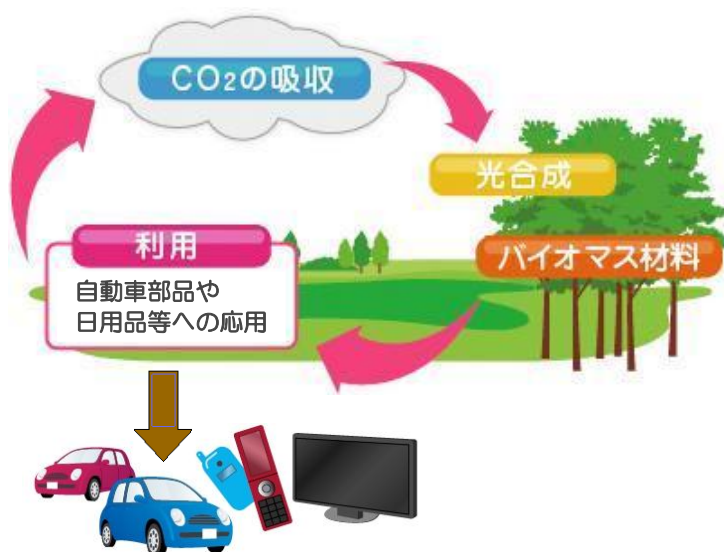 CO₂の吸収
光合成
バイオマス材料
利用
自動車部品や
日用品等への応用